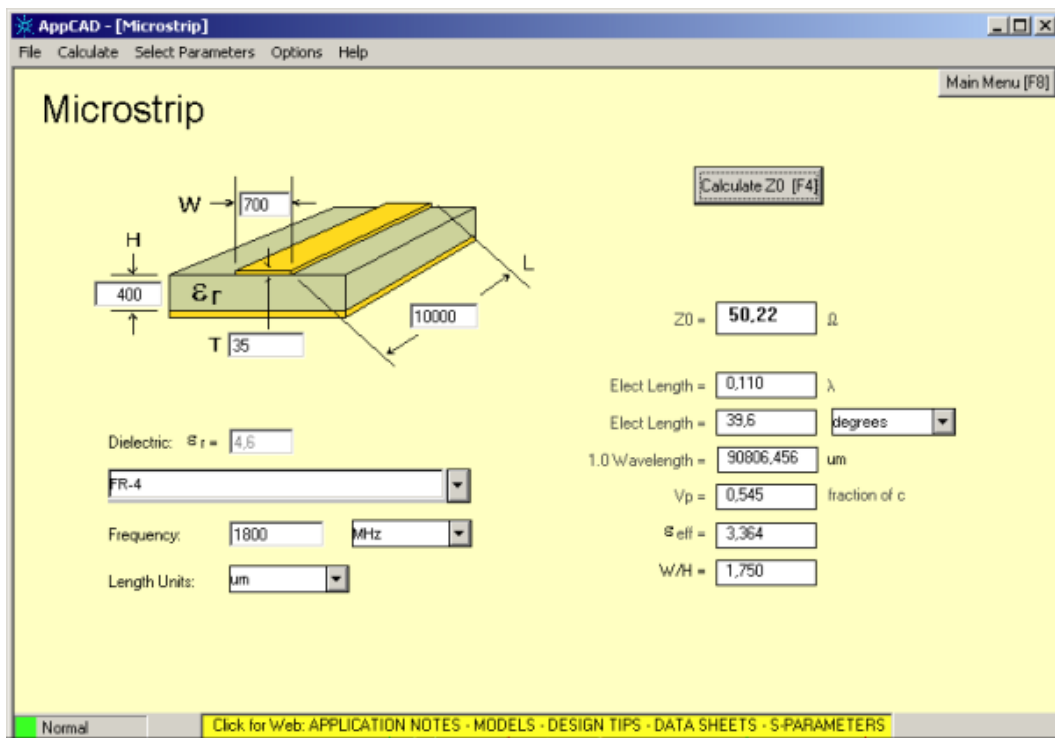 AppCAD - [Microstrip]
File Calculate Select Parameters Options Help
Main Menu [F8]
Microstrip
Calculate Z0 [F4]
W 700
H
400
εr
L
10000
T 35
Z0 = 50,22 Ω
Elect Length = 0,110 λ
Elect Length = 39,6 degrees
1.0 Wavelength = 90806,456 um
Vp = 0,545 fraction of c
εeff = 3,364
W/H = 1,750
Dielectric: εr = 4,6
FR-4
Frequency: 1800 MHz
Length Units: um
Normal
Click for Web: APPLICATION NOTES - MODELS - DESIGN TIPS - DATA SHEETS - S-PARAMETERS